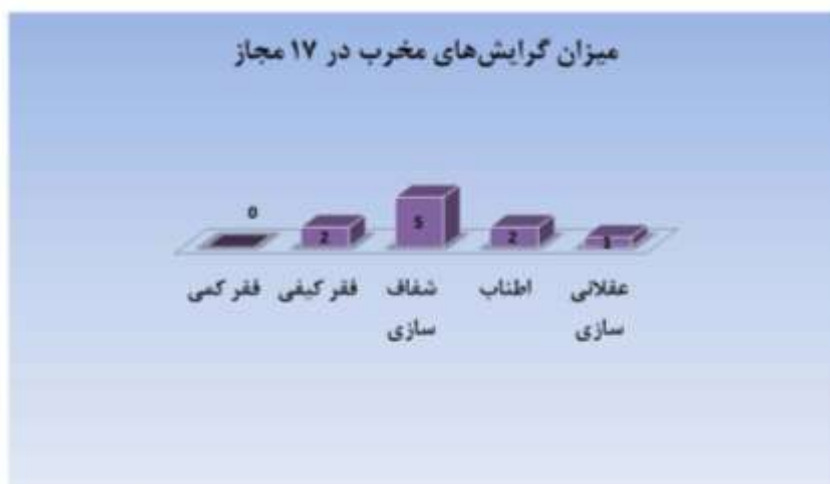 میزان گرایش‌های مخرب در ۱۷ مجاز
1
2
5
2
0
عقلانی سازی
اطناب
شفاف سازی
فقر کیفی
فقر کمی